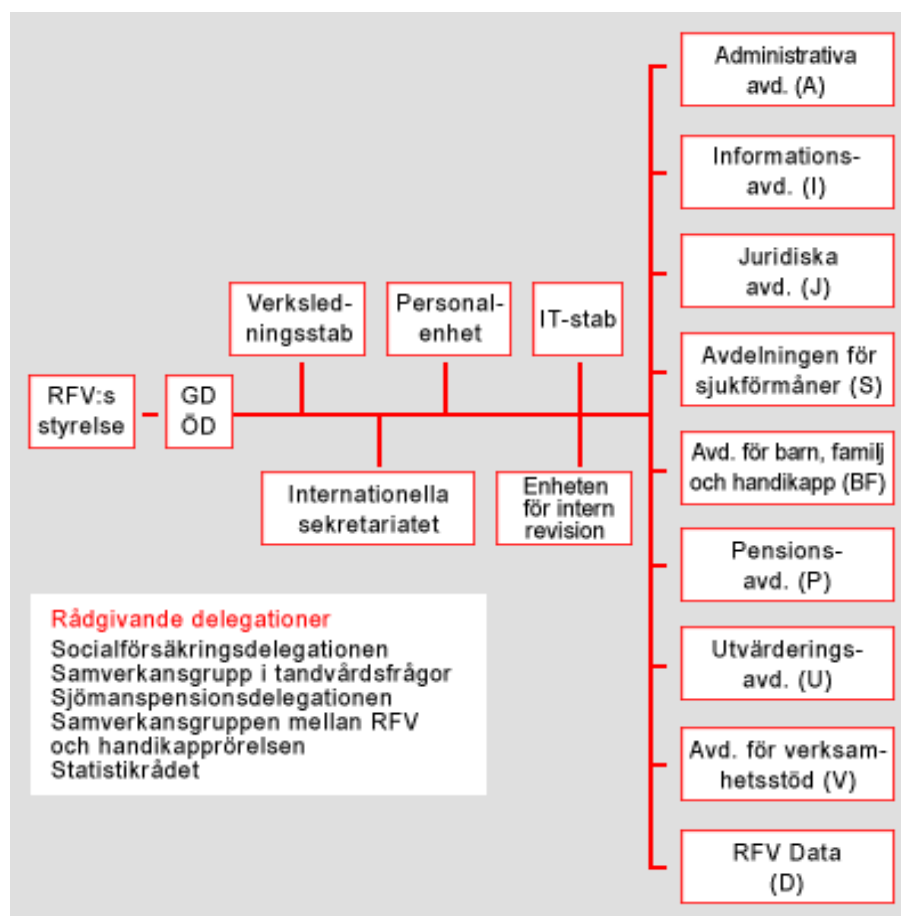 RFV:s
styrelse
GD
ÖD
Verksled-
ningsstab
Personal-
enhet
IT-stab
Internationella
sekretariatet
Enheten
för intern
revision
Administrativa
avd. (A)
Informations-
avd. (I)
Juridiska
avd. (J)
Avdelningen för
sjukförmåner (S)
Avd. för barn, familj
och handikapp (BF)
Pensions-
avd. (P)
Utvärderings-
avd. (U)
Avd. för verksam-
hetsstöd (V)
RFV Data
(D)
Rådgivande delegationer
Socialförsäkringsdelegationen
Samverkansgrupp i tandvårdsfrågor
Sjömanspensionsdelegationen
Samverkansgruppen mellan RFV
och handikapprörelsen
Statistikrådet